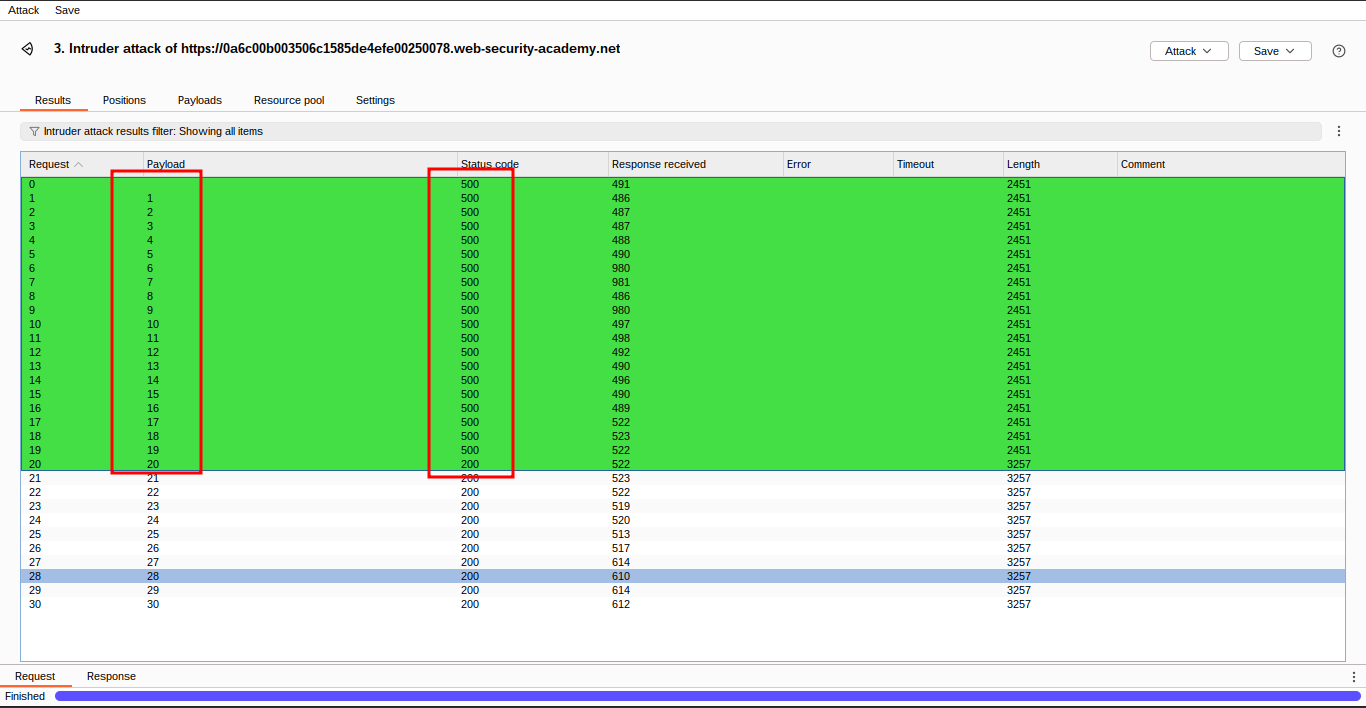 Attack Save
3. Intruder attack of https://0a6c00b003506c1585de4efe00250078.web-security-academy.net
Attack Save
Results Positions Payloads Resource pool Settings
Intruder attack results filter: Showing all items
Request Payload Status code Response received Error Timeout Length Comment
0 500 491 2451
1 1 500 486 2451
2 2 500 487 2451
3 3 500 487 2451
4 4 500 488 2451
5 5 500 490 2451
6 6 500 980 2451
7 7 500 981 2451
8 8 500 486 2451
9 9 500 980 2451
10 10 500 497 2451
11 11 500 498 2451
12 12 500 492 2451
13 13 500 490 2451
14 14 500 496 2451
15 15 500 490 2451
16 16 500 489 2451
17 17 500 522 2451
18 18 500 523 2451
19 19 500 522 2451
20 20 200 522 3257
21 21 200 523 3257
22 22 200 522 3257
23 23 200 519 3257
24 24 200 520 3257
25 25 200 513 3257
26 26 200 517 3257
27 27 200 614 3257
28 28 200 610 3257
29 29 200 614 3257
30 30 200 612 3257
Request Response
Finished